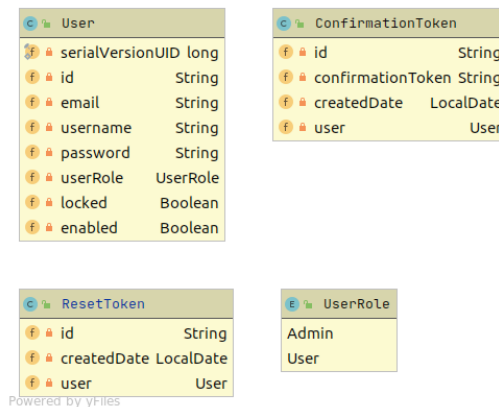 User
serialVersionUID long
id String
email String
username String
password String
userRole UserRole
locked Boolean
enabled Boolean
ConfirmationToken
id String
confirmationToken String
createdDate LocalDate
user User
ResetToken
id String
createdDate LocalDate
user User
UserRole
Admin
User
Powered by yFiles